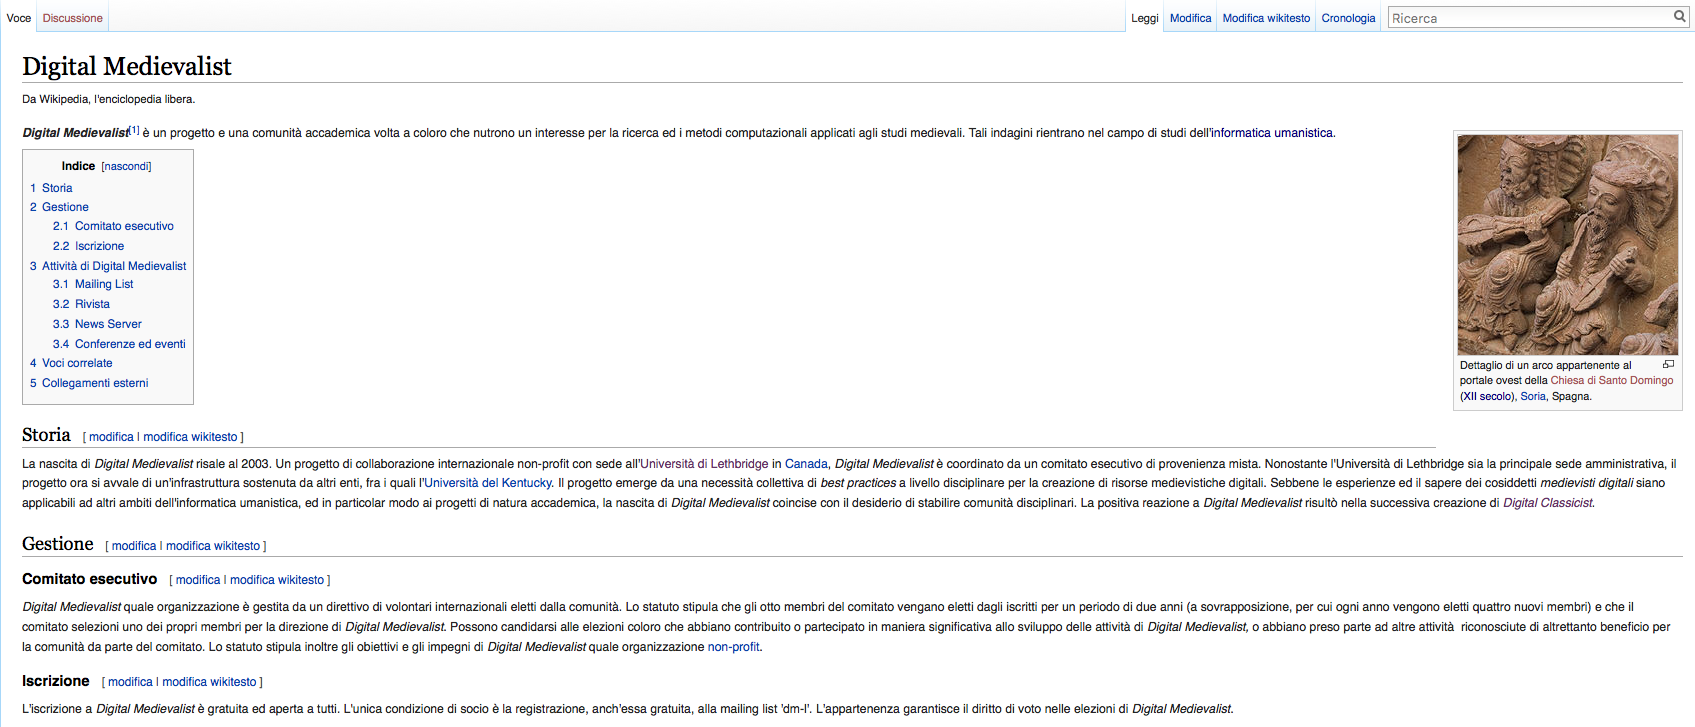 Voce Discussione Leggi Modifica Modifica wikitesto Cronologia Ricerca
Digital Medievalist
Da Wikipedia, l'enciclopedia libera.
Digital Medievalist[1] è un progetto e una comunità accademica volta a coloro che nutrono un interesse per la ricerca ed i metodi computazionali applicati agli studi medievali. Tali indagini rientrano nel campo di studi dell'informatica umanistica.
Indice [nascondi]
1 Storia
2 Gestione
2.1 Comitato esecutivo
2.2 Iscrizione
3 Attività di Digital Medievalist
3.1 Mailing List
3.2 Rivista
3.3 News Server
3.4 Conferenze ed eventi
4 Voci correlate
5 Collegamenti esterni
Dettaglio di un arco appartenente al
portale ovest della Chiesa di Santo Domingo
(XII secolo), Soria, Spagna.
Storia [ modifica | modifica wikitesto ]
La nascita di Digital Medievalist risale al 2003. Un progetto di collaborazione internazionale non-profit con sede all'Università di Lethbridge in Canada, Digital Medievalist è coordinato da un comitato esecutivo di provenienza mista. Nonostante l'Università di Lethbridge sia la principale sede amministrativa, il
progetto ora si avvale di un'infrastruttura sostenuta da altri enti, fra i quali l'Università del Kentucky. Il progetto emerge da una necessità collettiva di best practices a livello disciplinare per la creazione di risorse medievistiche digitali. Sebbene le esperienze ed il sapere dei cosiddetti medievisti digitali siano
applicabili ad altri ambiti dell'informatica umanistica, ed in particolar modo ai progetti di natura accademica, la nascita di Digital Medievalist coincise con il desiderio di stabilire comunità disciplinari. La positiva reazione a Digital Medievalist risultò nella successiva creazione di Digital Classicist.
Gestione [ modifica | modifica wikitesto ]
Comitato esecutivo [ modifica | modifica wikitesto ]
Digital Medievalist quale organizzazione è gestita da un direttivo di volontari internazionali eletti dalla comunità. Lo statuto stipula che gli otto membri del comitato vengano eletti dagli iscritti per un periodo di due anni (a sovrapposizione, per cui ogni anno vengono eletti quattro nuovi membri) e che il
comitato selezioni uno dei propri membri per la direzione di Digital Medievalist. Possono candidarsi alle elezioni coloro che abbiano contribuito o partecipato in maniera significativa allo sviluppo delle attività di Digital Medievalist, o abbiano preso parte ad altre attività riconosciute di altrettanto beneficio per
la comunità da parte del comitato. Lo statuto stipula inoltre gli obiettivi e gli impegni di Digital Medievalist quale organizzazione non-profit.
Iscrizione [ modifica | modifica wikitesto ]
L'iscrizione a Digital Medievalist è gratuita ed aperta a tutti. L'unica condizione di socio è la registrazione, anch'essa gratuita, alla mailing list 'dm-l'. L'appartenenza garantisce il diritto di voto nelle elezioni di Digital Medievalist.